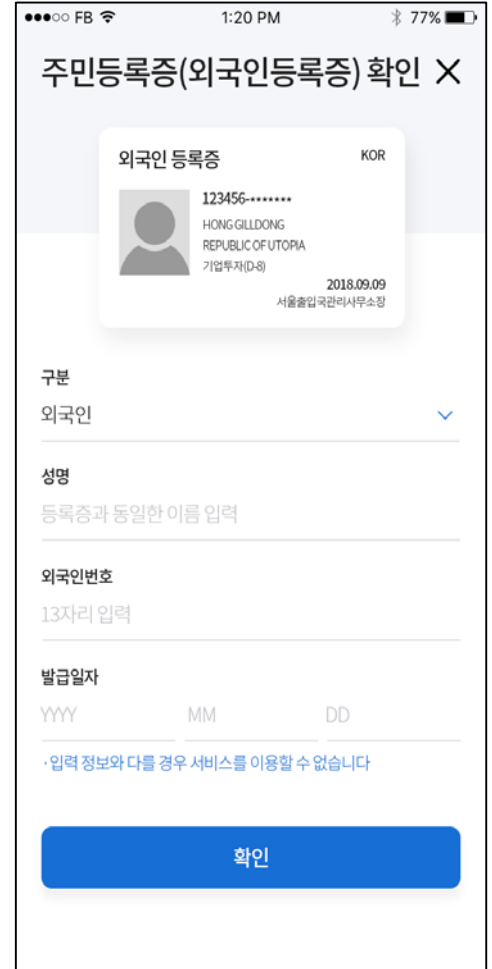 ●●●○○ FB 1:20 PM 77%
주민등록증(외국인등록증) 확인 ✕
외국인 등록증 KOR
123456-*******
HONG GILLDONG
REPUBLIC OF UTOPIA
기업투자(D-8)
2018.09.09
서울출입국관리사무소장
구분
외국인
성명
등록증과 동일한 이름 입력
외국인번호
13자리 입력
발급일자
YYYY MM DD
·입력 정보와 다를 경우 서비스를 이용할 수 없습니다
확인